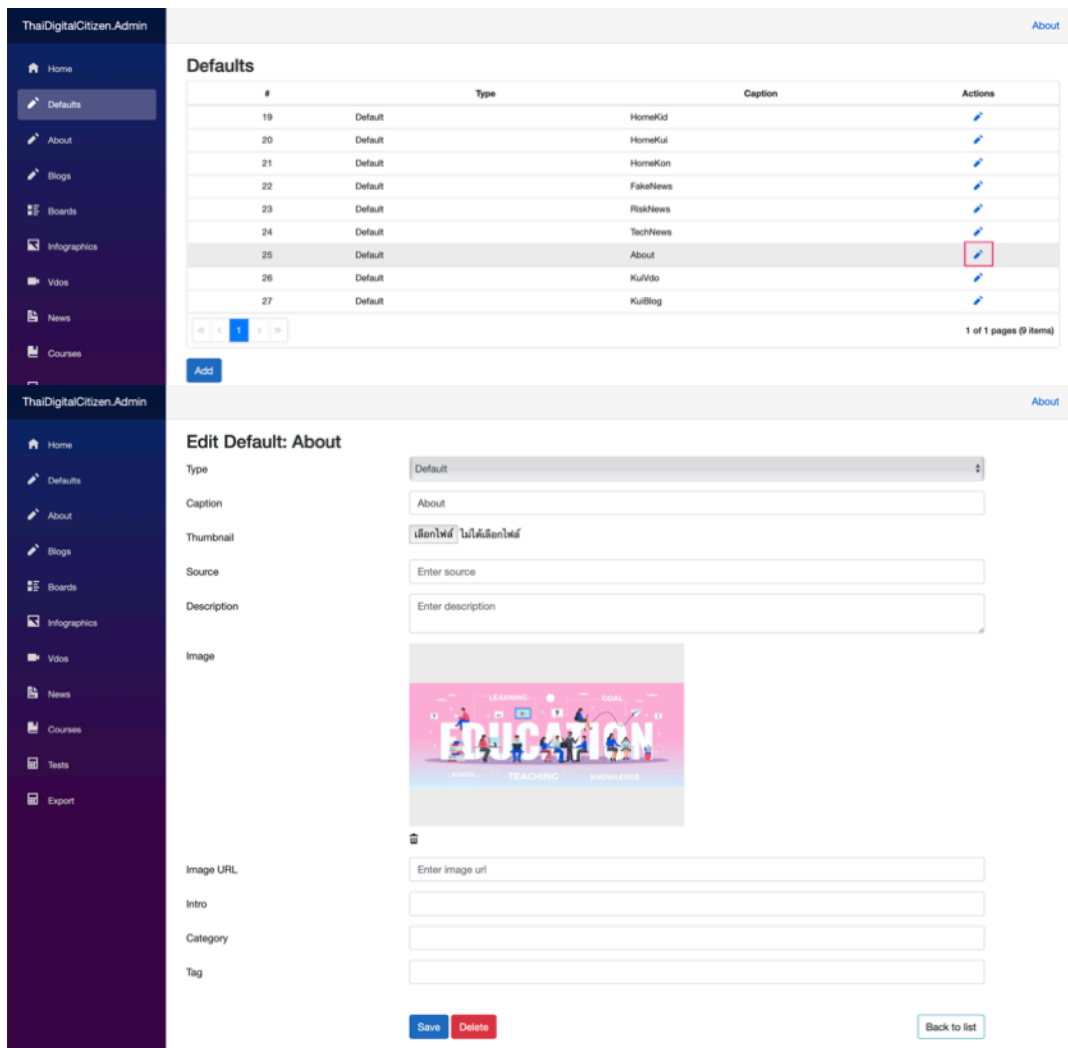 ThaiDigitalCitizen.Admin
About
Home
Defaults
About
Blogs
Boards
Infographics
Vdos
News
Courses
Defaults
# Type Caption Actions
19 Default HomeKid
20 Default HomeKui
21 Default HomeKon
22 Default FakeNews
23 Default RiskNews
24 Default TechNews
25 Default About
26 Default KuiVdo
27 Default KuiBlog
« < 1 > »
1 of 1 pages (9 items)
Add
ThaiDigitalCitizen.Admin
About
Home
Defaults
About
Blogs
Boards
Infographics
Vdos
News
Courses
Tests
Export
Edit Default: About
Type Default
Caption About
Thumbnail เลือกไฟล์ ไม่ได้เลือกไฟล์
Source Enter source
Description Enter description
Image
LEARNING GOAL
EDUCATION
SCHOOL TEACHING KNOWLEDGE
Image URL Enter image url
Intro
Category
Tag
Save Delete Back to list